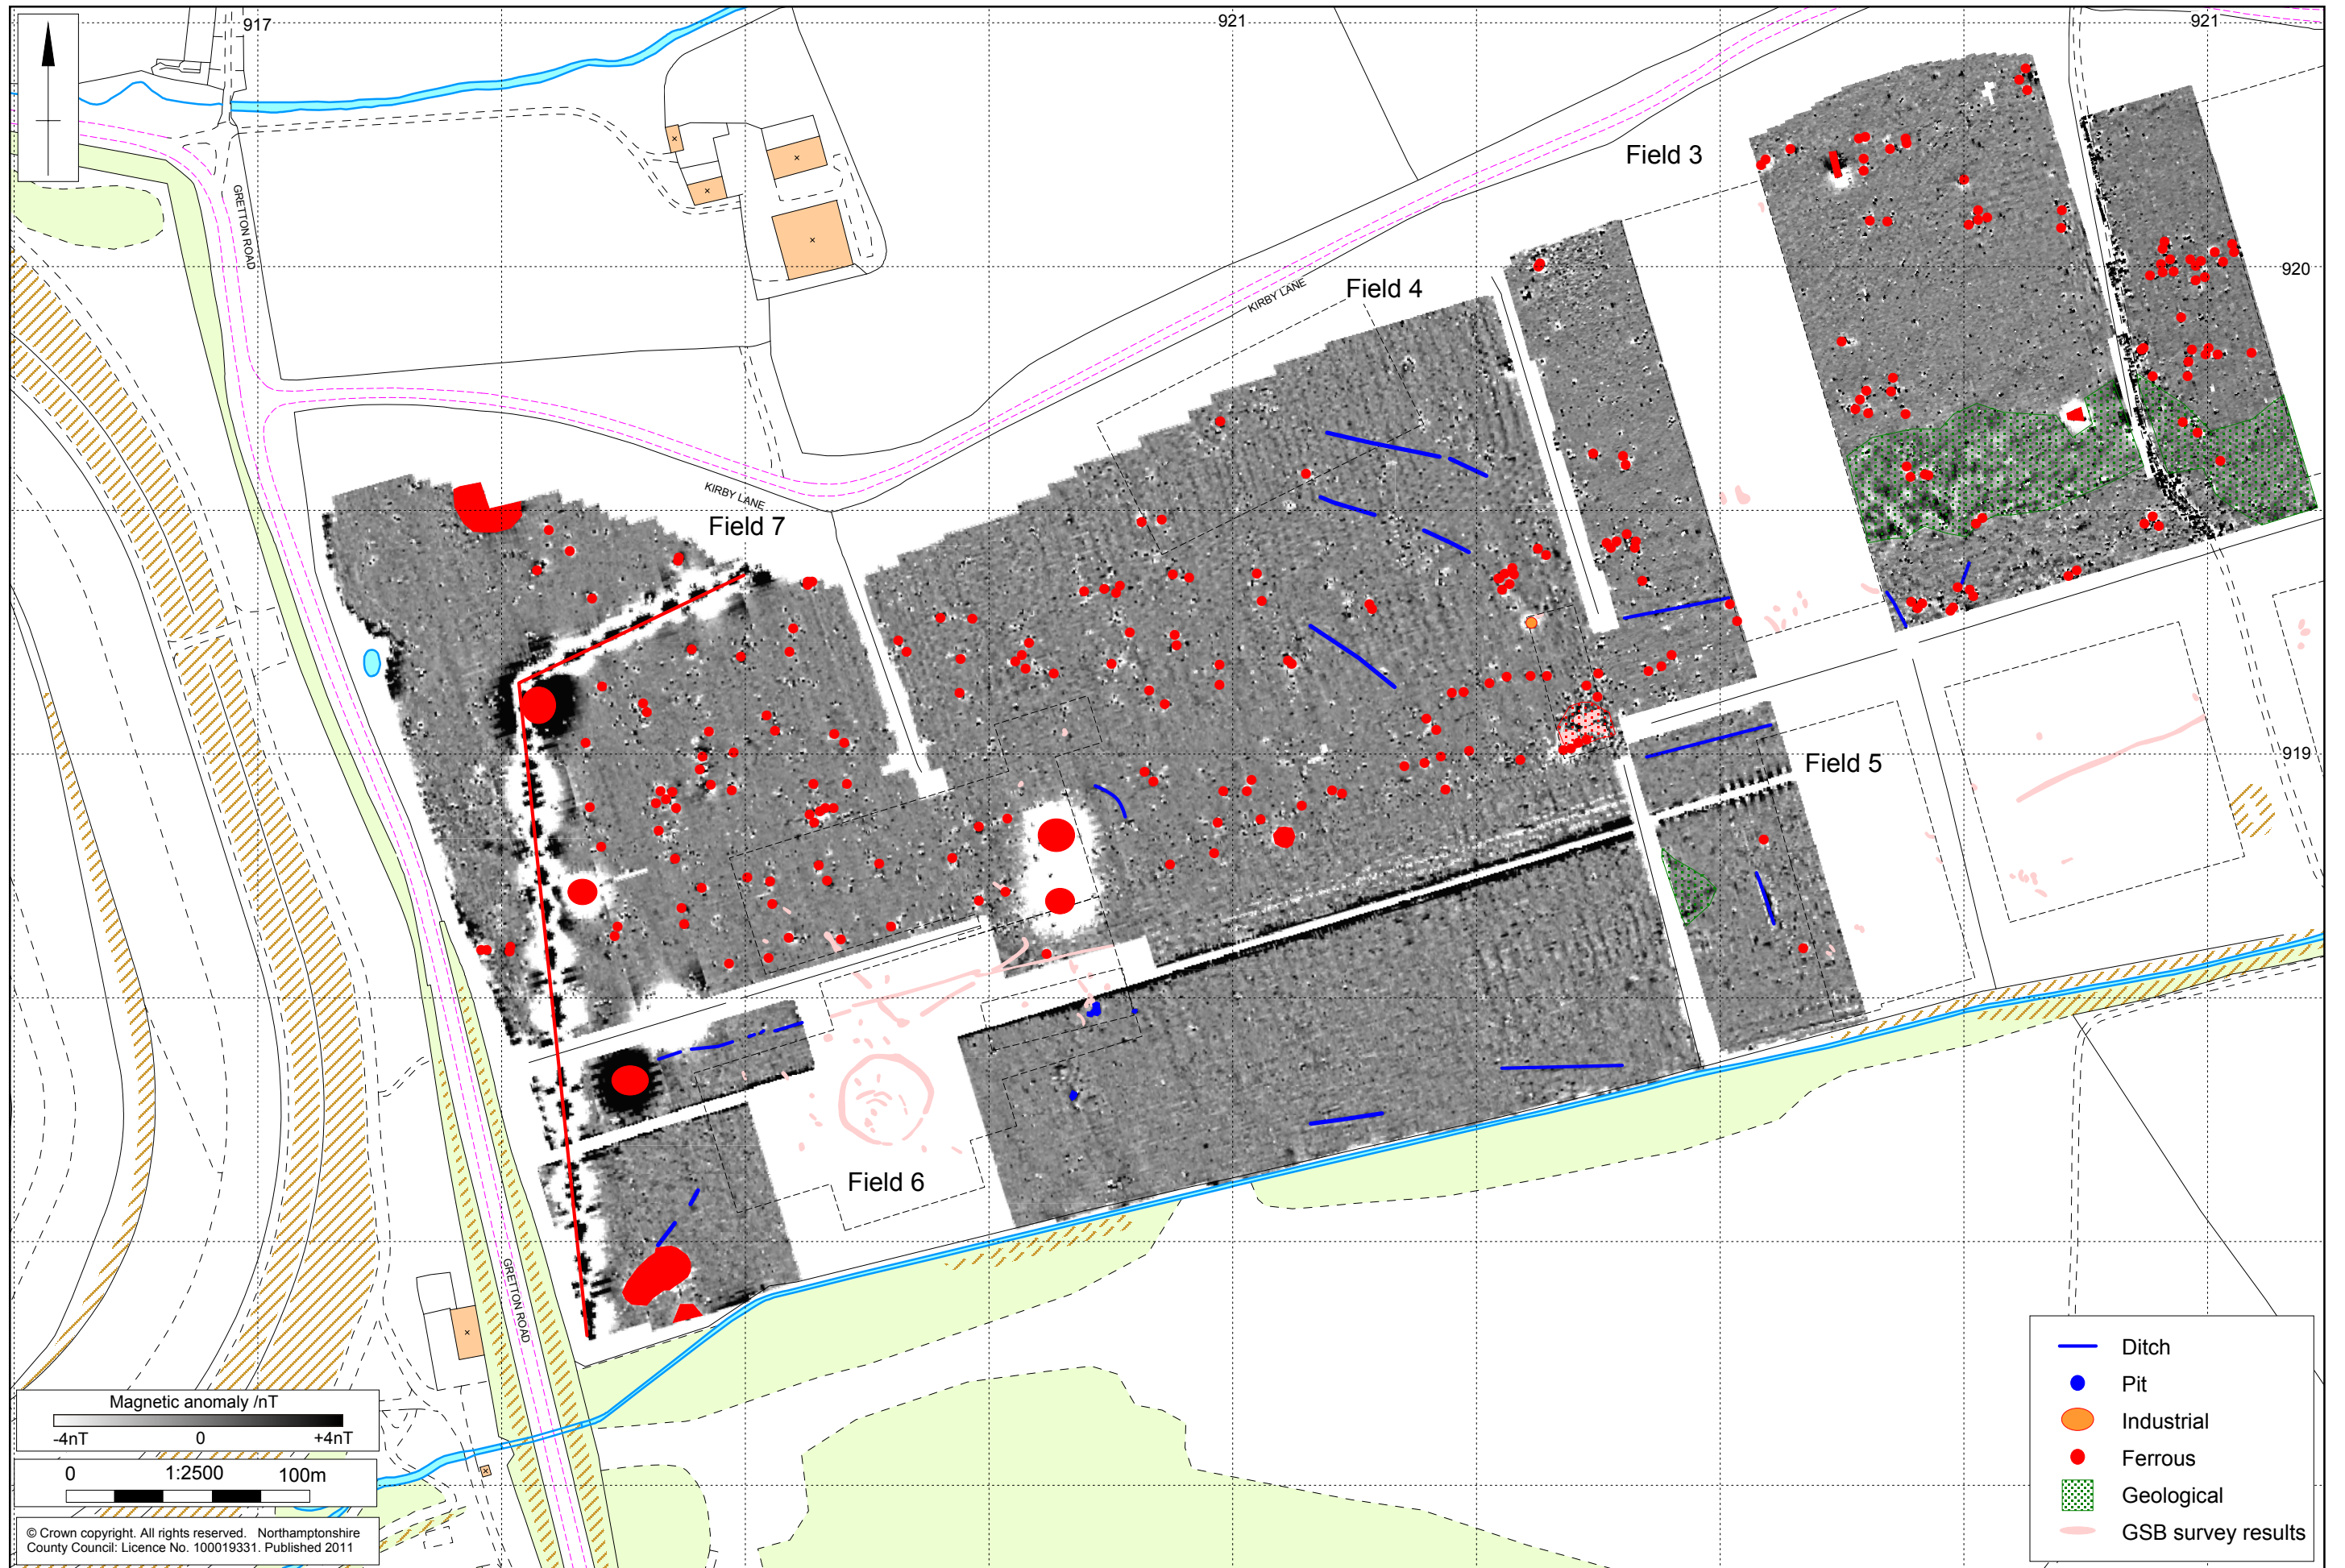 917
921
921
GRETTON ROAD
Field 3
920
Field 4
KIRBY LANE
KIRBY LANE
Field 7
919
Field 5
Field 6
GRETTON ROAD
Ditch
Pit
Industrial
Ferrous
Geological
GSB survey results
Magnetic anomaly /nT
-4nT 0 +4nT
0 1:2500 100m
© Crown copyright. All rights reserved. Northamptonshire
County Council: Licence No. 100019331. Published 2011